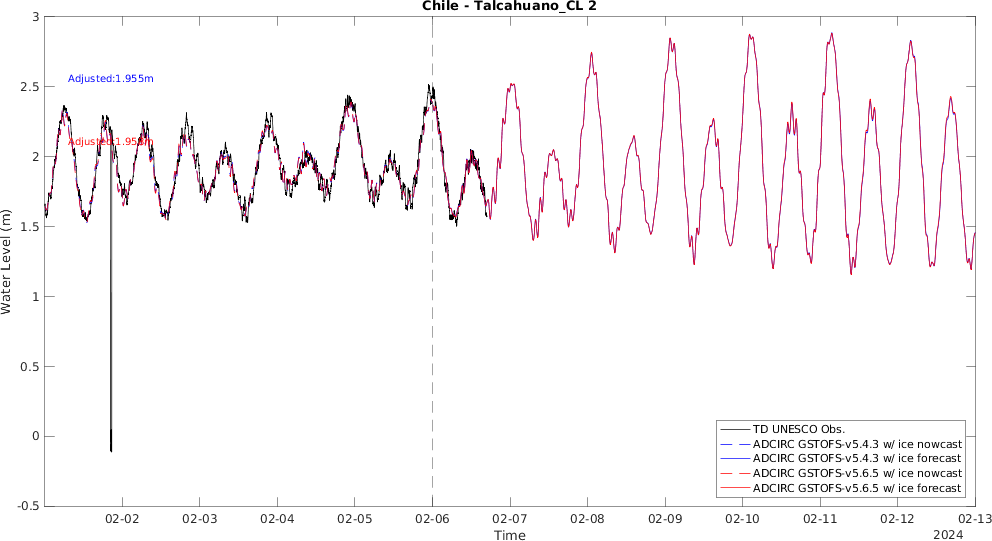 Chile - Talcahuano_CL 2
3
2.5
2
1.5
1
0.5
0
-0.5
Water Level (m)
Adjusted:1.955m
TD UNESCO Obs.
ADCIRC GSTOFS-v5.4.3 w/ ice nowcast
ADCIRC GSTOFS-v5.4.3 w/ ice forecast
ADCIRC GSTOFS-v5.6.5 w/ ice nowcast
ADCIRC GSTOFS-v5.6.5 w/ ice forecast
02-02 02-03 02-04 02-05 02-06 02-07 02-08 02-09 02-10 02-11 02-12 02-13
Time
2024